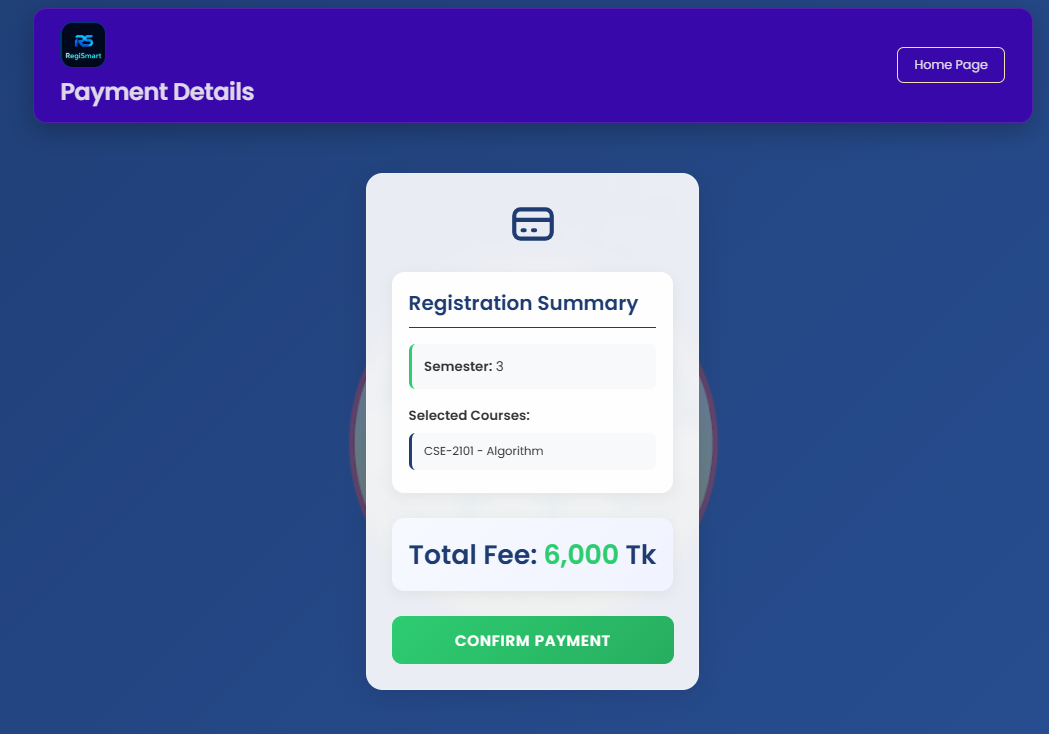 RS
RegiSmart
Payment Details
Home Page
Registration Summary
Semester: 3
Selected Courses:
CSE-2101 - Algorithm
Total Fee: 6,000 Tk
CONFIRM PAYMENT